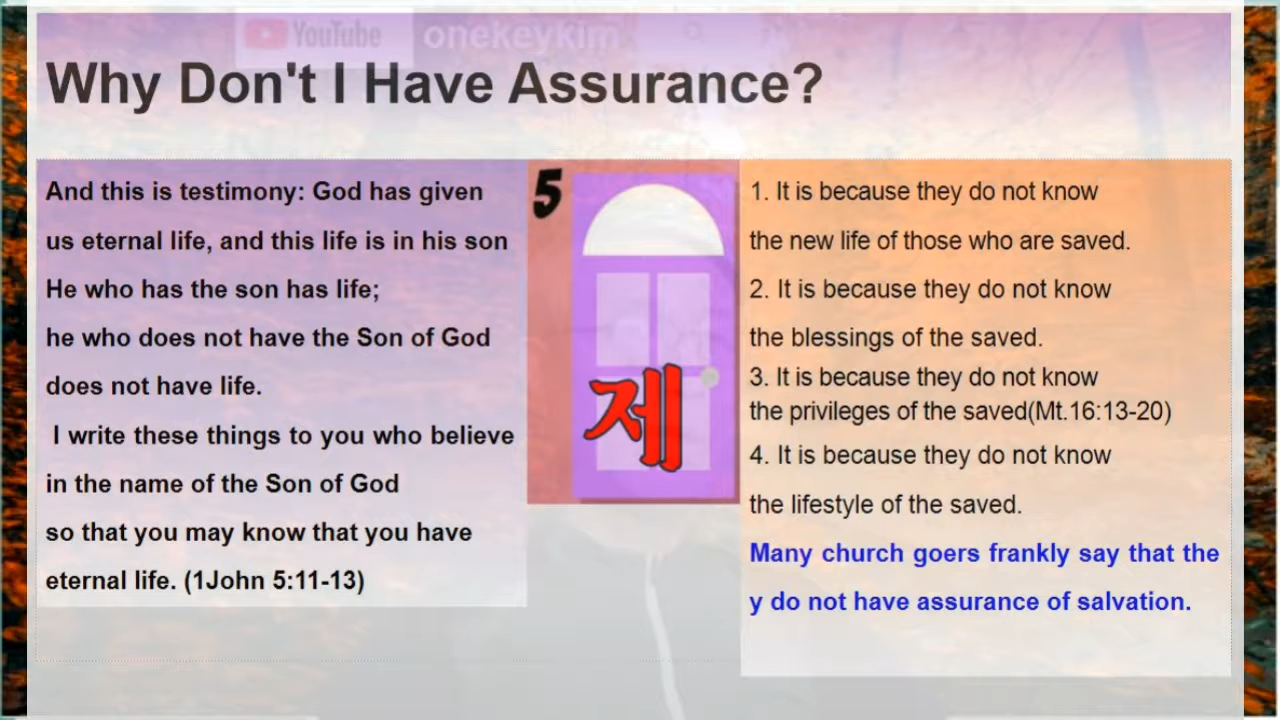 YouTube onekeykim
Why Don't I Have Assurance?
And this is testimony: God has given
us eternal life, and this life is in his son
He who has the son has life;
he who does not have the Son of God
does not have life.
I write these things to you who believe
in the name of the Son of God
so that you may know that you have
eternal life. (1John 5:11-13)
5
제
1. It is because they do not know
the new life of those who are saved.
2. It is because they do not know
the blessings of the saved.
3. It is because they do not know
the privileges of the saved(Mt.16:13-20)
4. It is because they do not know
the lifestyle of the saved.
Many church goers frankly say that the
y do not have assurance of salvation.